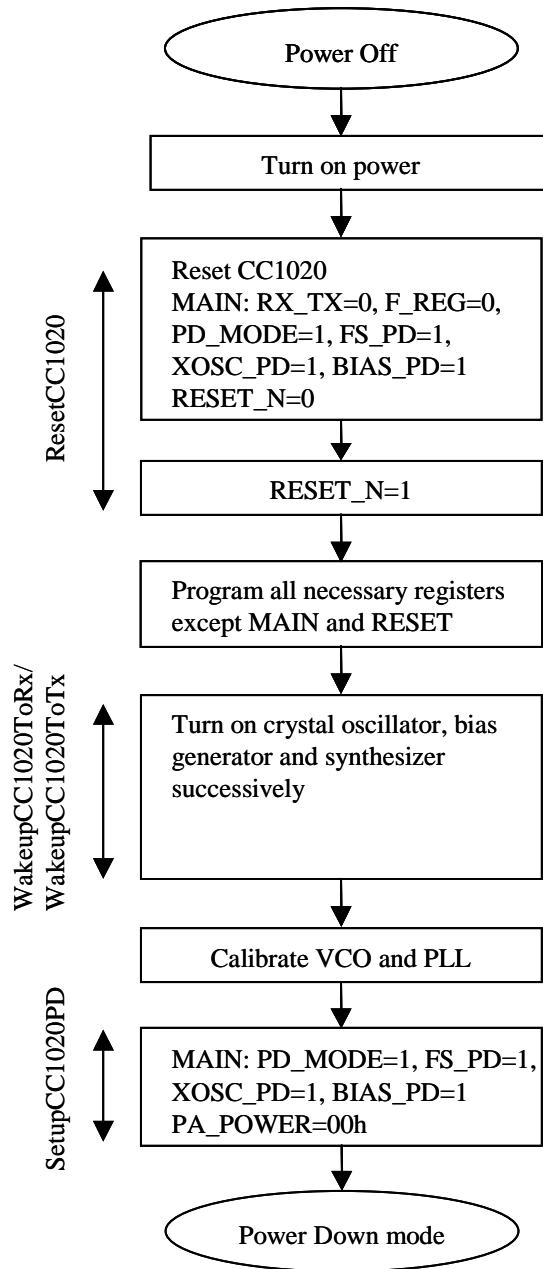 Power Off
Turn on power
ResetCC1020
Reset CC1020
MAIN: RX_TX=0, F_REG=0,
PD_MODE=1, FS_PD=1,
XOSC_PD=1, BIAS_PD=1
RESET_N=0
RESET_N=1
Program all necessary registers
except MAIN and RESET
WakeupCC1020ToRx/
WakeupCC1020ToTx
Turn on crystal oscillator, bias
generator and synthesizer
successively
Calibrate VCO and PLL
SetupCC1020PD
MAIN: PD_MODE=1, FS_PD=1,
XOSC_PD=1, BIAS_PD=1
PA_POWER=00h
Power Down mode